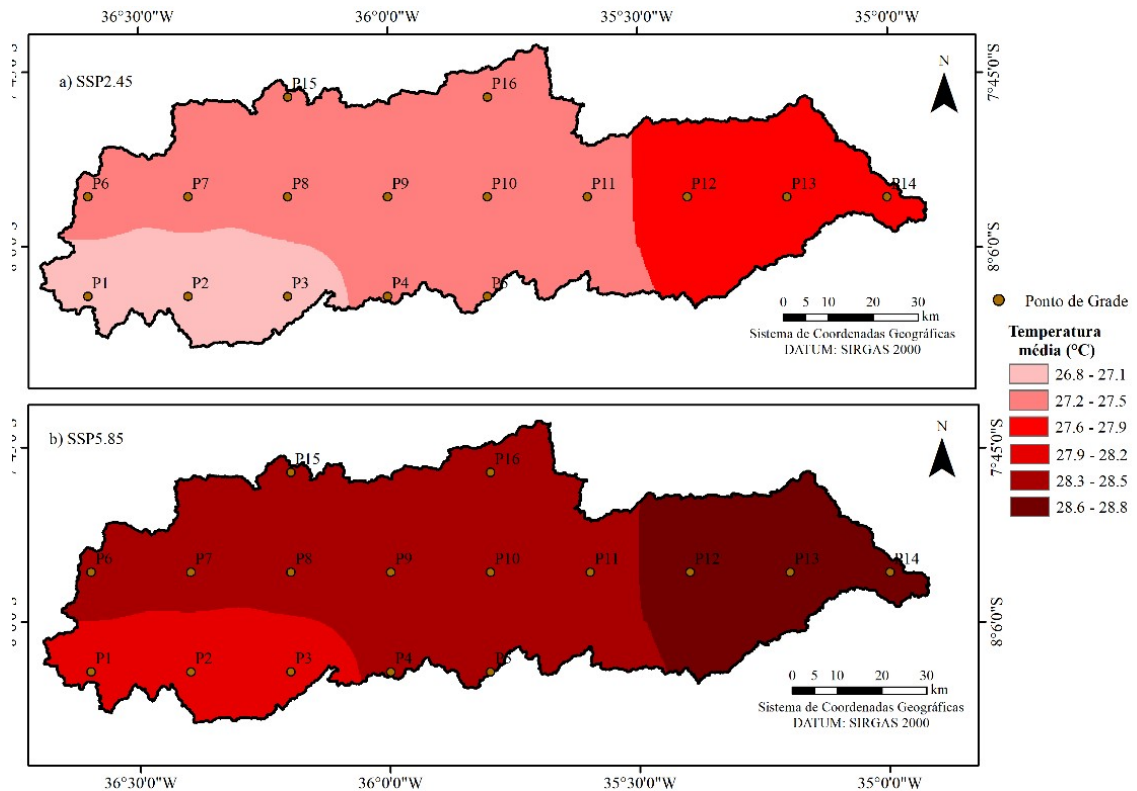 36°30'0"W 36°0'0"W 35°30'0"W 35°0'0"W
a) SSP2.45
N
7°45'0"S
P15 P16
P6 P7 P8 P9 P10 P11 P12 P13 P14
8°6'0"S
P1 P2 P3 P4 P5
0 5 10 20 30
km
Sistema de Coordenadas Geográficas
DATUM: SIRGAS 2000
Ponto de Grade
Temperatura
média (°C)
26.8 - 27.1
27.2 - 27.5
27.6 - 27.9
27.9 - 28.2
28.3 - 28.5
28.6 - 28.8
b) SSP5.85
N
7°45'0"S
P15 P16
P6 P7 P8 P9 P10 P11 P12 P13 P14
8°6'0"S
P1 P2 P3 P4 P5
0 5 10 20 30
km
Sistema de Coordenadas Geográficas
DATUM: SIRGAS 2000
36°30'0"W 36°0'0"W 35°30'0"W 35°0'0"W